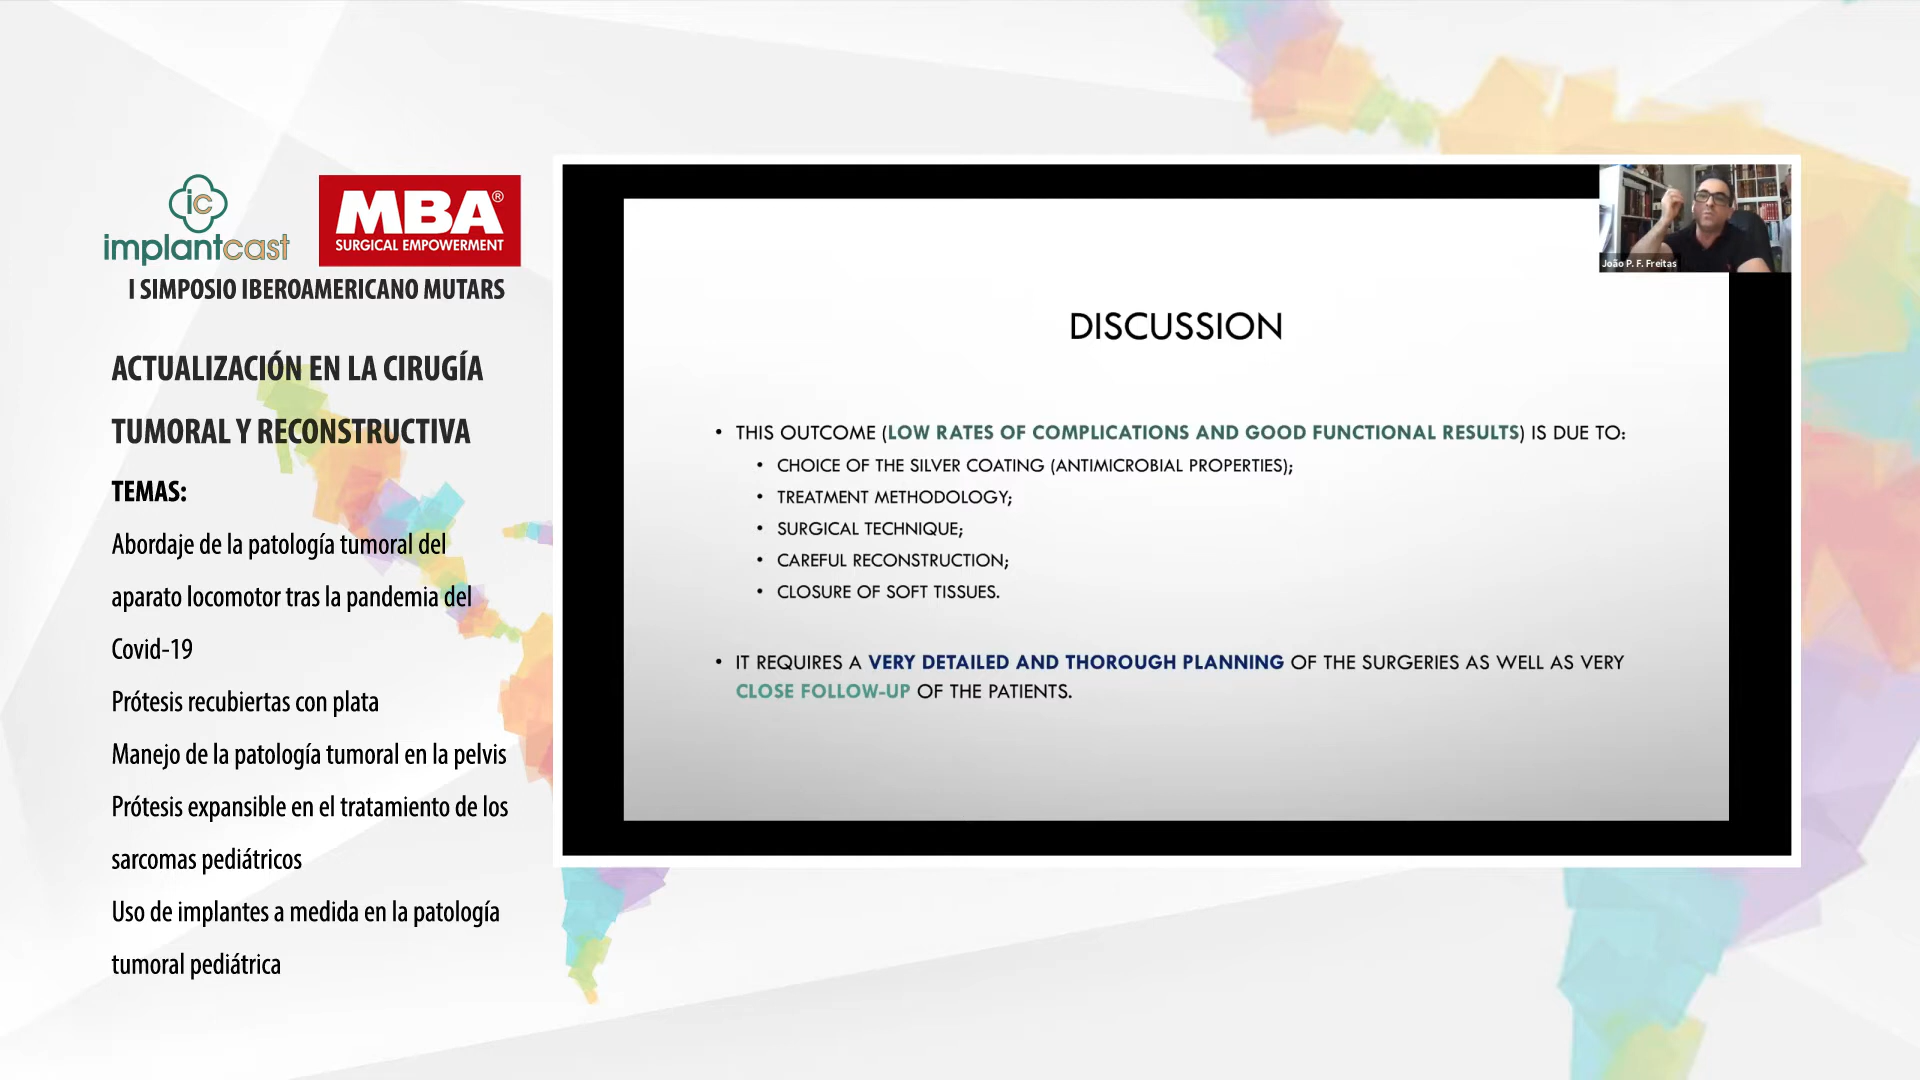 ic
implantcast
MBA®
SURGICAL EMPOWERMENT
I SIMPOSIO IBEROAMERICANO MUTARS
ACTUALIZACIÓN EN LA CIRUGÍA
TUMORAL Y RECONSTRUCTIVA
TEMAS:
Abordaje de la patología tumoral del
aparato locomotor tras la pandemia del
Covid-19
Prótesis recubiertas con plata
Manejo de la patología tumoral en la pelvis
Prótesis expansible en el tratamiento de los
sarcomas pediátricos
Uso de implantes a medida en la patología
tumoral pediátrica
João P. F. Freitas
DISCUSSION
• THIS OUTCOME (LOW RATES OF COMPLICATIONS AND GOOD FUNCTIONAL RESULTS) IS DUE TO:
• CHOICE OF THE SILVER COATING (ANTIMICROBIAL PROPERTIES);
• TREATMENT METHODOLOGY;
• SURGICAL TECHNIQUE;
• CAREFUL RECONSTRUCTION;
• CLOSURE OF SOFT TISSUES.
• IT REQUIRES A VERY DETAILED AND THOROUGH PLANNING OF THE SURGERIES AS WELL AS VERY
CLOSE FOLLOW-UP OF THE PATIENTS.